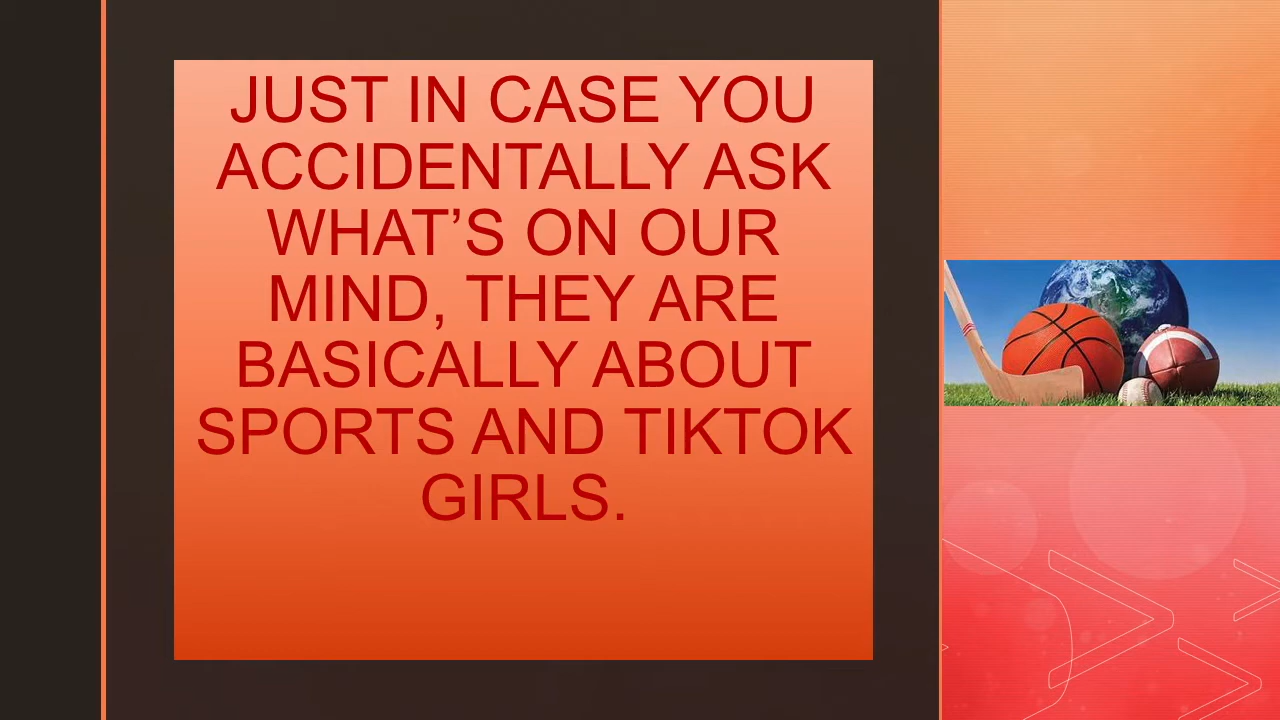 JUST IN CASE YOU
ACCIDENTALLY ASK
WHAT’S ON OUR
MIND, THEY ARE
BASICALLY ABOUT
SPORTS AND TIKTOK
GIRLS.